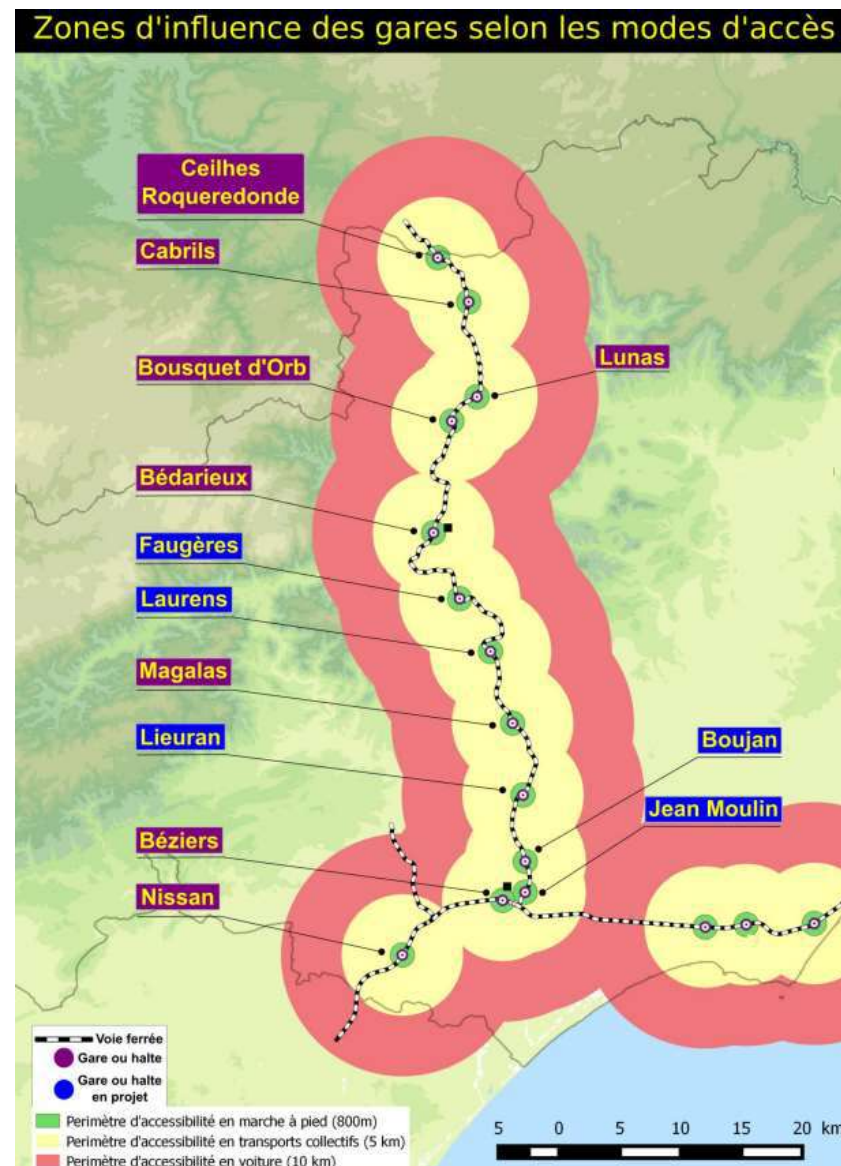 Zones d'influence des gares selon les modes d'accès
Ceilhes
Roqueredonde
Cabrils
Lunas
Bousquet d'Orb
Bédarieux
Faugères
Laurens
Magalas
Lieuran
Boujan
Jean Moulin
Béziers
Nissan
Voie ferrée
Gare ou halte
Gare ou halte
en projet
Perimètre d'accessibilité en marche à pied (800m)
Perimètre d'accessibilité en transports collectifs (5 km)
Perimètre d'accessibilité en voiture (10 km)
5 0 5 10 15 20 km